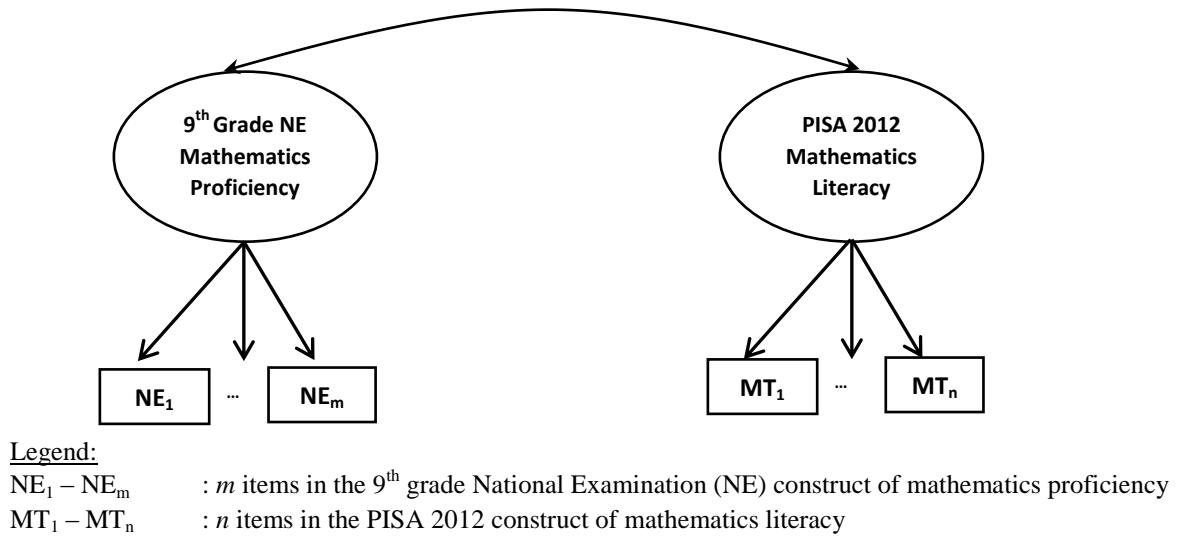 9th Grade NE
Mathematics
Proficiency
PISA 2012
Mathematics
Literacy
NE1 ... NEm
MT1 ... MTn
Legend:
NE1 – NEm : m items in the 9th grade National Examination (NE) construct of mathematics proficiency
MT1 – MTn : n items in the PISA 2012 construct of mathematics literacy